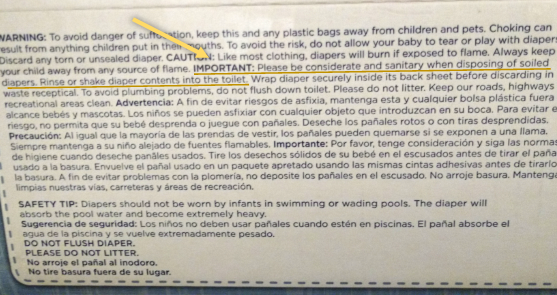 WARNING: To avoid danger of suffocation, keep this and any plastic bags away from children and pets. Choking can
result from anything children put in their mouths. To avoid the risk, do not allow your baby to tear or play with diapers
Discard any torn or unsealed diaper. CAUTION: Like most clothing, diapers will burn if exposed to flame. Always keep
your child away from any source of flame. IMPORTANT: Please be considerate and sanitary when disposing of soiled
diapers. Rinse or shake diaper contents into the toilet. Wrap diaper securely inside its back sheet before discarding in
waste receptical. To avoid plumbing problems, do not flush down toilet. Please do not litter. Keep our roads, highways
recreational areas clean. Advertencia: A fin de evitar riesgos de asfixia, mantenga esta y cualquier bolsa plástica fuera
alcance bebés y mascotas. Los niños se pueden asfixiar con cualquier objeto que introduzcan en su boca. Para evitar e
riesgo, no permita que su bebé desprenda o juegue con pañales. Deseche los pañales rotos o con tiras desprendidas.
Precaución: Al igual que la mayoría de las prendas de vestir, los pañales pueden quemarse si se exponen a una llama.
Siempre mantenga a su niño alejado de fuentes flamables. Importante: Por favor, tenge consideración y siga las normas
de higiene cuando deseche panáles usados. Tire los desechos sólidos de su bebé en el escusados antes de tirar el paña
usado a la basura. Envuelve el pañal usado en un paquete apretado usando las mismas cintas adhesivas antes de tirarlo
la basura. A fin de evitar problemas con la plomería, no deposite los pañales en el escusado. No arroje basura. Mantenga
limpias nuestras vías, carreteras y áreas de recreación.
SAFETY TIP: Diapers should not be worn by infants in swimming or wading pools. The diaper will
absorb the pool water and become extremely heavy.
Sugerencia de seguridad: Los niños no deben usar pañales cuando estén en piscinas. El pañal absorbe el
agua de la piscina y se vuelve extremadamente pesado.
DO NOT FLUSH DIAPER.
PLEASE DO NOT LITTER.
No arroje el pañal al inodoro.
No tire basura fuera de su lugar.